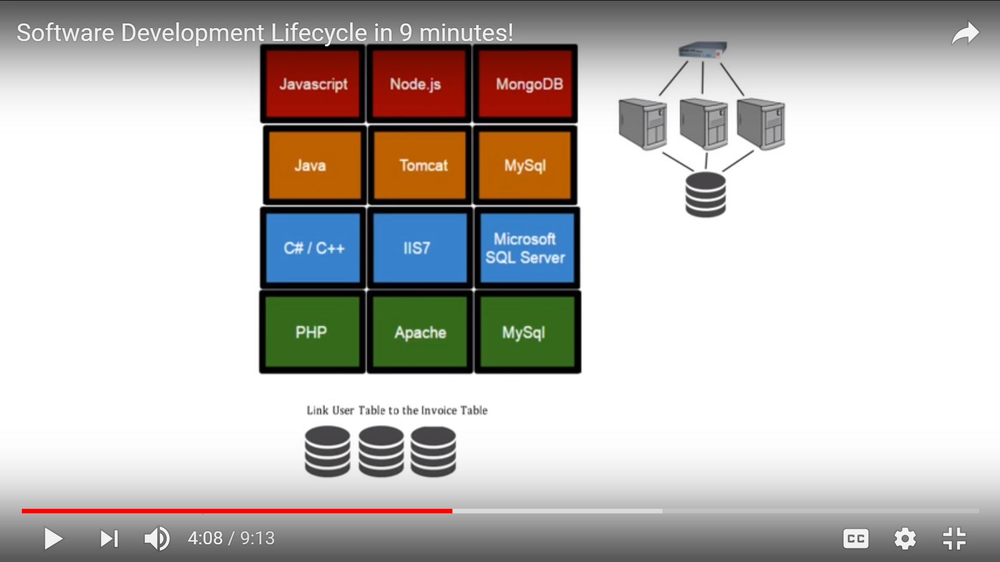 Software Development Lifecycle in 9 minutes!
Javascript
Node.js
MongoDB
Java
Tomcat
MySql
C# / C++
IIS7
Microsoft
SQL Server
PHP
Apache
MySql
Link User Table to the Invoice Table
4:08 / 9:13
CC